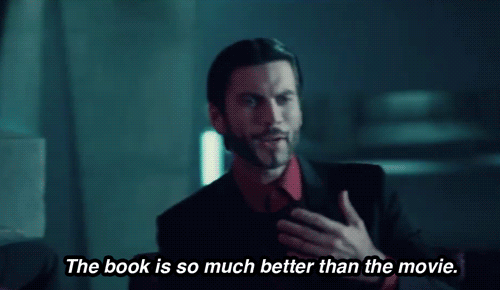 The book is so much better than the movie.